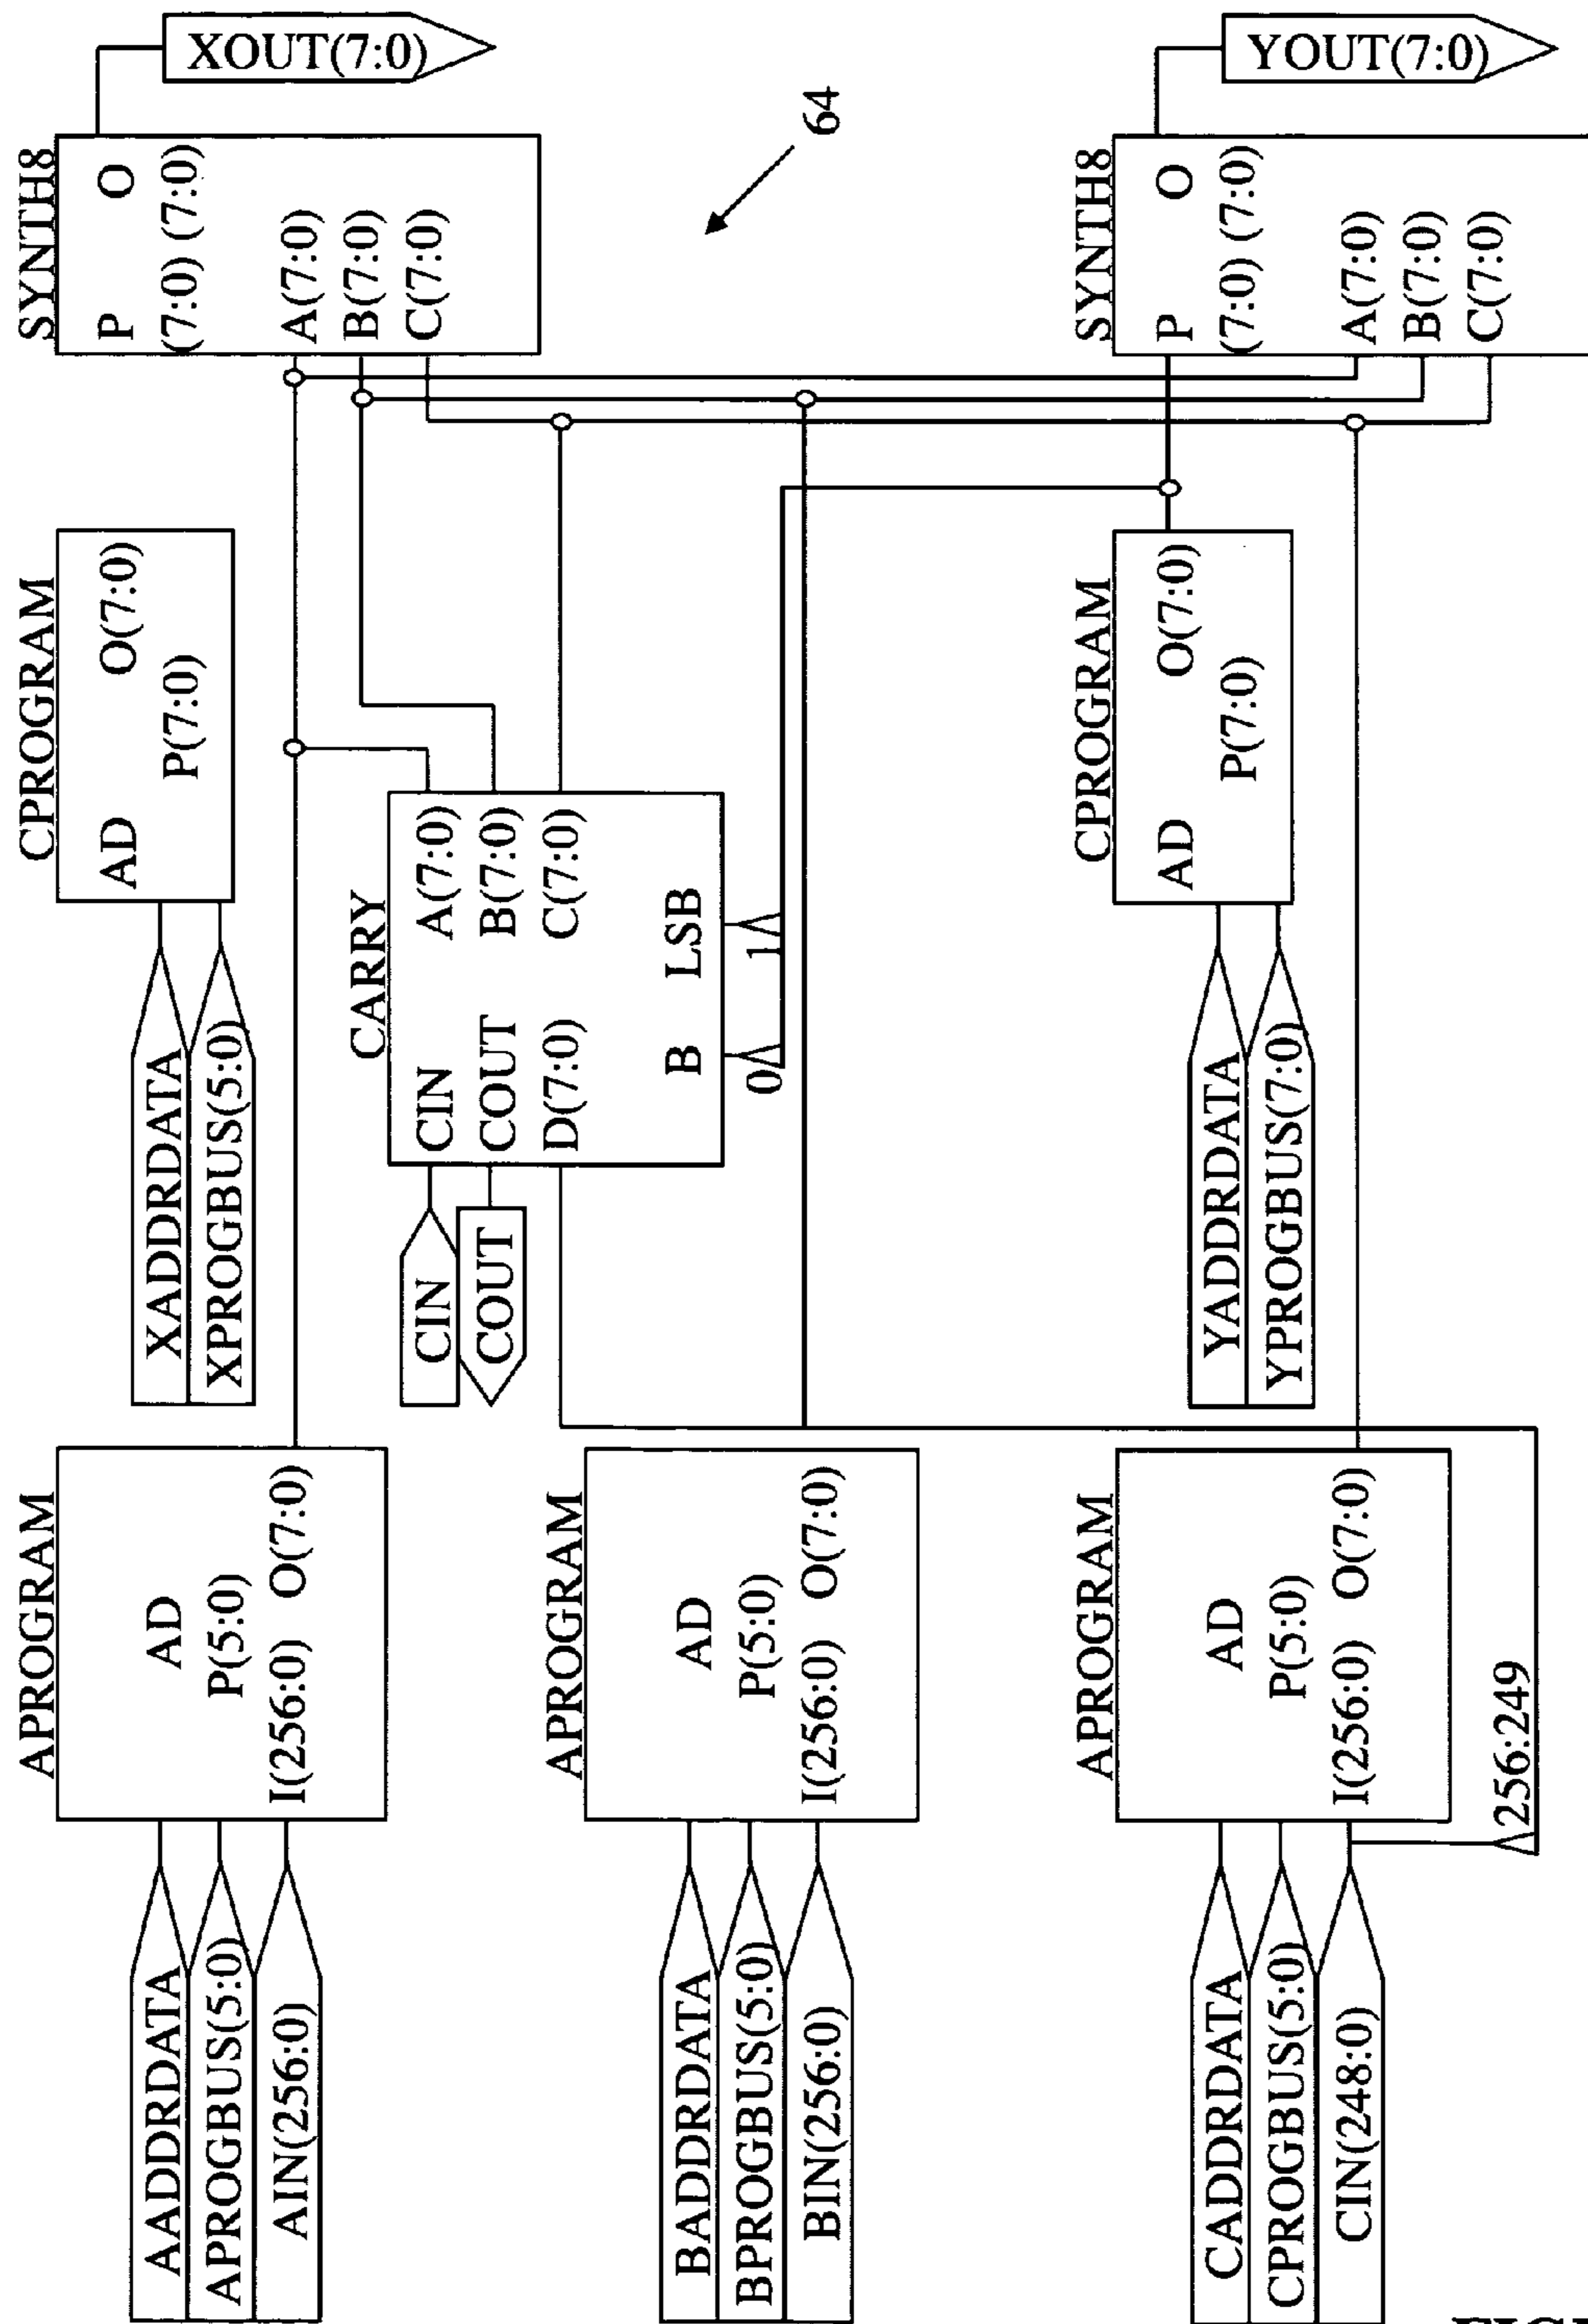 APROGRAM
AADDRDATA
APROGBUS(5:0)
AIN(256:0)
AD
P(5:0)
I(256:0) O(7:0)
CPROGRAM
XADDRDATA
XPROGBUS(5:0)
AD O(7:0)
P(7:0)
SYNTH8
P O
(7:0) (7:0)
A(7:0)
B(7:0)
C(7:0)
XOUT(7:0)
CARRY
CIN
COUT
CIN A(7:0)
COUT B(7:0)
D(7:0) C(7:0)
B LSB
0 1
APROGRAM
BADDRDATA
BPROGBUS(5:0)
BIN(256:0)
AD
P(5:0)
I(256:0) O(7:0)
64
APROGRAM
CADDRDATA
CPROGBUS(5:0)
CIN(248:0)
AD
P(5:0)
I(256:0) O(7:0)
256:249
CPROGRAM
YADDRDATA
YPROGBUS(7:0)
AD O(7:0)
P(7:0)
SYNTH8
P O
(7:0) (7:0)
A(7:0)
B(7:0)
C(7:0)
YOUT(7:0)